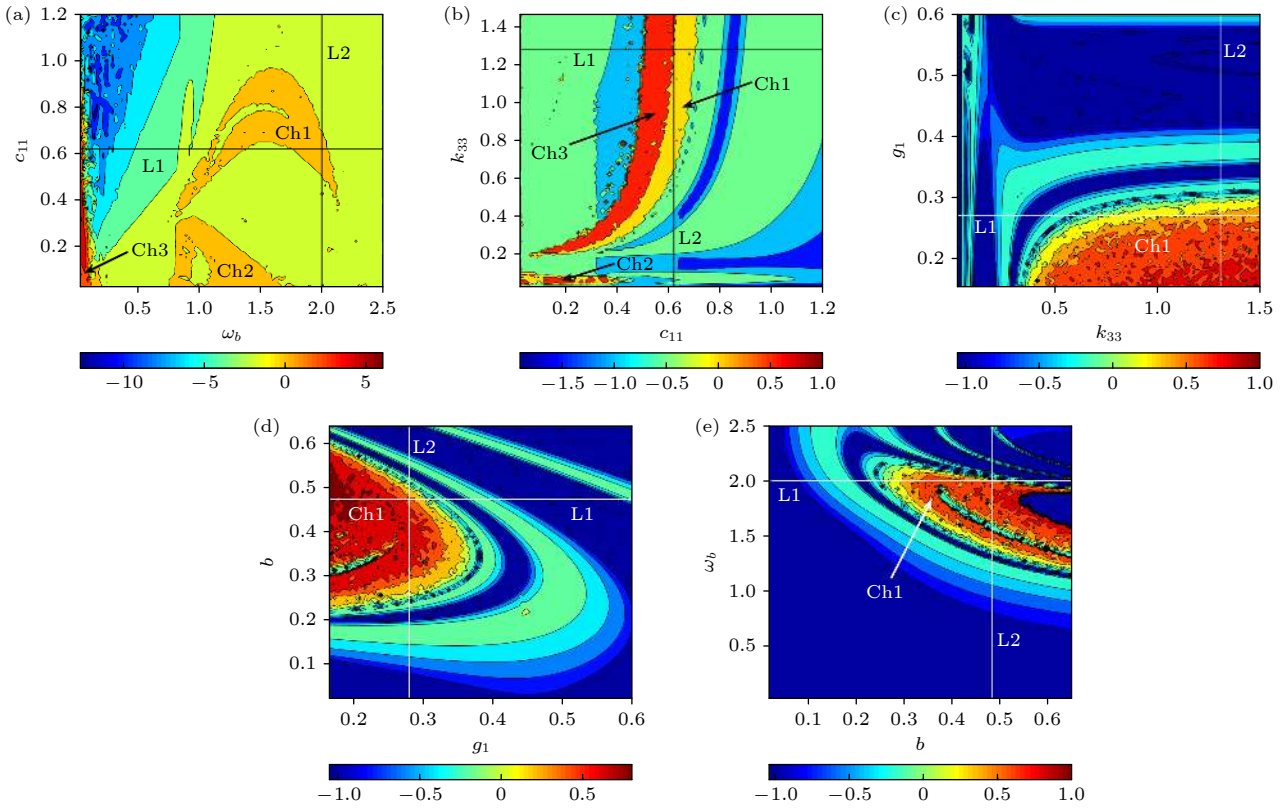 (a)
1.2
1.0
0.8
0.6
0.4
0.2
c11
L2
Ch1
L1
Ch3
Ch2
0.5 1.0 1.5 2.0 2.5
ωb
−10 −5 0 5
(b)
1.4
1.2
1.0
0.8
0.6
0.4
0.2
k33
L1
Ch1
Ch3
L2
Ch2
0.2 0.4 0.6 0.8 1.0 1.2
c11
−1.5 −1.0 −0.5 0 0.5 1.0
(c)
0.6
0.5
0.4
0.3
0.2
g1
L2
L1
Ch1
0.5 1.0 1.5
k33
−1.0 −0.5 0 0.5 1.0
(d)
0.6
0.5
0.4
0.3
0.2
0.1
b
L2
Ch1
L1
0.2 0.3 0.4 0.5 0.6
g1
−1.0 −0.5 0 0.5
(e)
2.5
2.0
1.5
1.0
0.5
ωb
L1
Ch1
L2
0.1 0.2 0.3 0.4 0.5 0.6
b
−1.0 −0.5 0 0.5 1.0